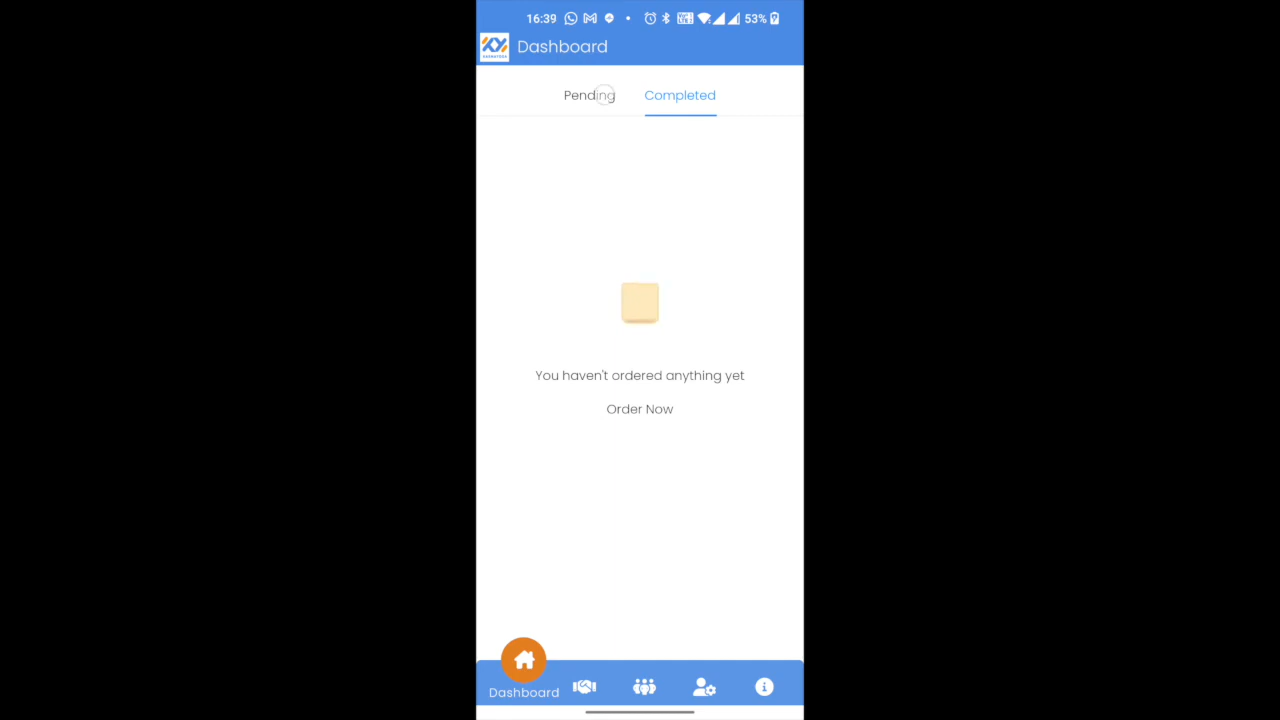 16:39
53%
Dashboard
Pending
Completed
You haven't ordered anything yet
Order Now
Dashboard